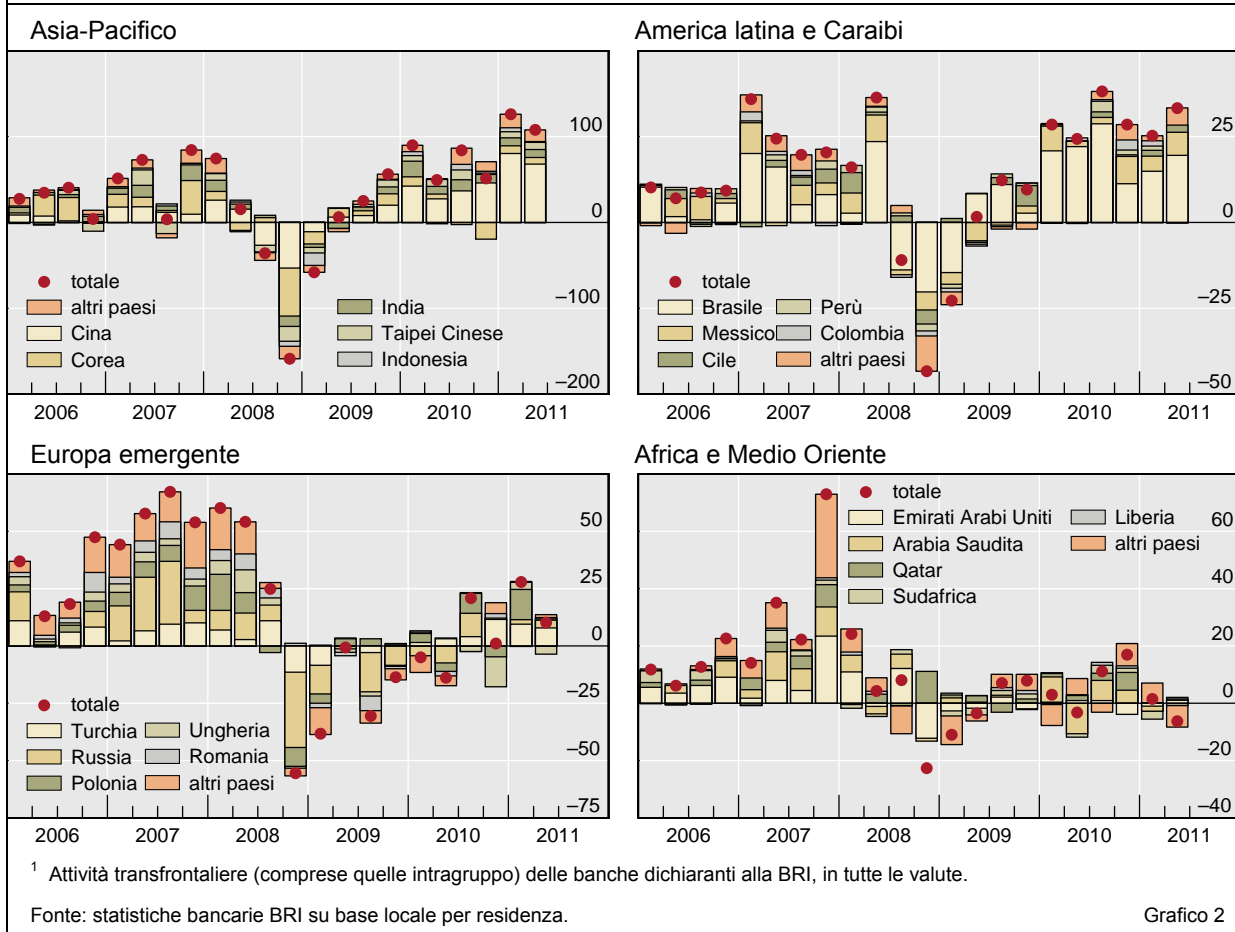 Asia-Pacifico
100
0
–100
–200
2006 2007 2008 2009 2010 2011
totale
altri paesi
Cina
Corea
India
Taipei Cinese
Indonesia
America latina e Caraibi
25
0
–25
–50
2006 2007 2008 2009 2010 2011
totale
Brasile
Messico
Cile
Perù
Colombia
altri paesi
Europa emergente
50
25
0
–25
–50
–75
2006 2007 2008 2009 2010 2011
totale
Turchia
Russia
Polonia
Ungheria
Romania
altri paesi
Africa e Medio Oriente
60
40
20
0
–20
–40
2006 2007 2008 2009 2010 2011
totale
Emirati Arabi Uniti
Arabia Saudita
Qatar
Sudafrica
Liberia
altri paesi
1 Attività transfrontaliere (comprese quelle intragruppo) delle banche dichiaranti alla BRI, in tutte le valute.
Fonte: statistiche bancarie BRI su base locale per residenza. Grafico 2